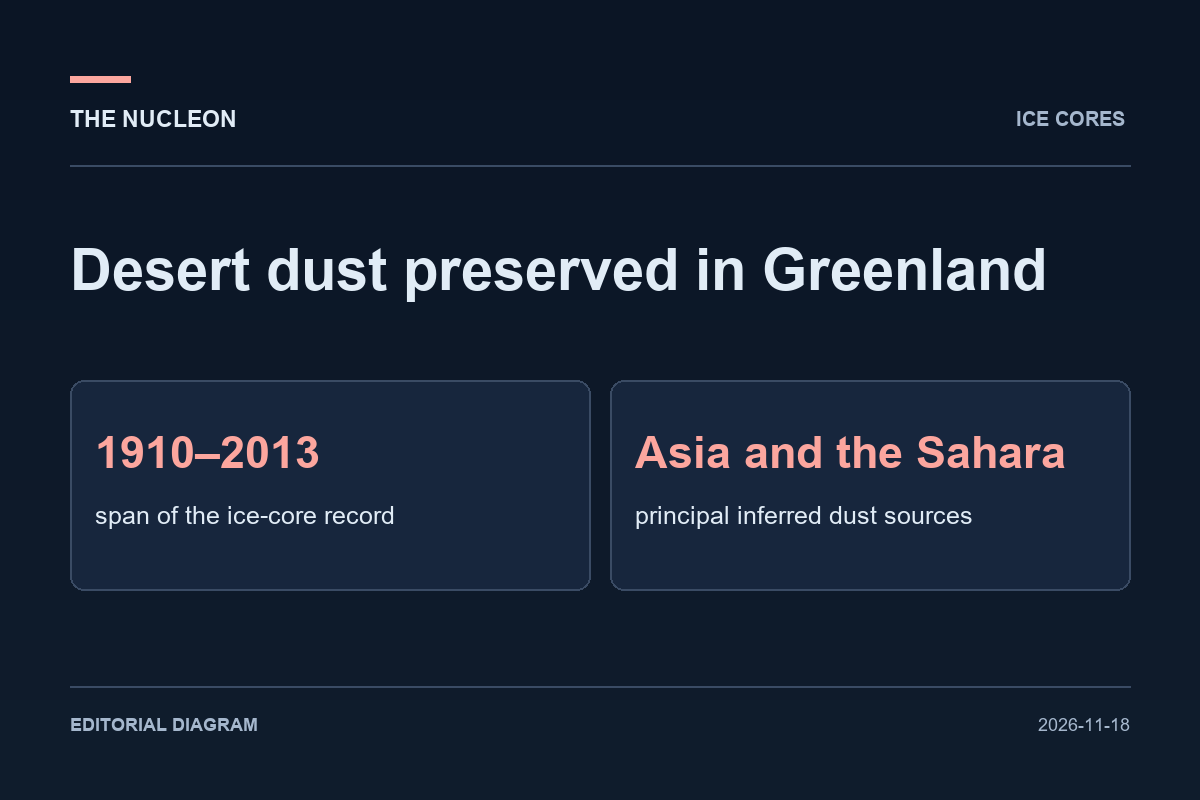 THE NUCLEON
ICE CORES
Desert dust preserved in Greenland
1910–2013
span of the ice-core record
Asia and the Sahara
principal inferred dust sources
EDITORIAL DIAGRAM
2026-11-18